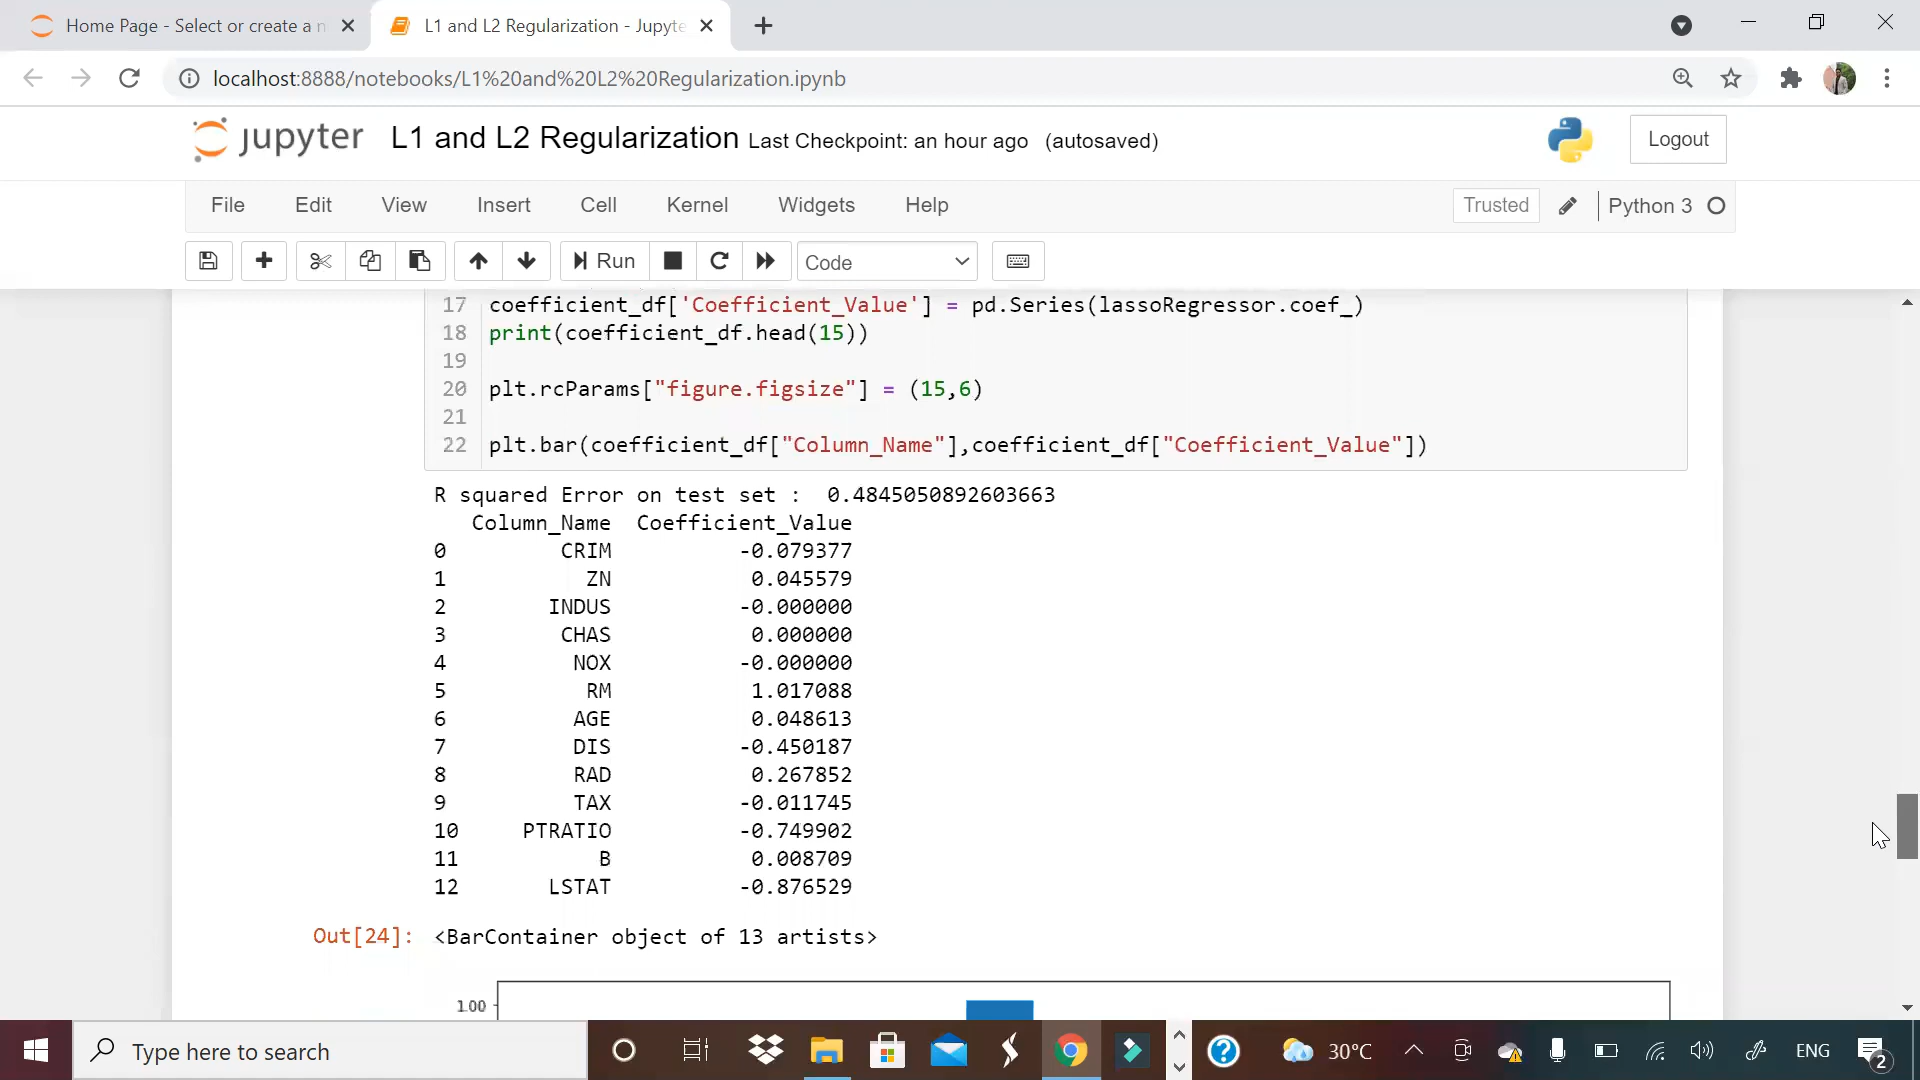 Home Page - Select or create a n
L1 and L2 Regularization - Jupyte
localhost:8888/notebooks/L1%20and%20L2%20Regularization.ipynb
jupyter L1 and L2 Regularization Last Checkpoint: an hour ago (autosaved)
Logout
File Edit View Insert Cell Kernel Widgets Help
Trusted Python 3
Run Code
17 coefficient_df['Coefficient_Value'] = pd.Series(lassoRegressor.coef_)
18 print(coefficient_df.head(15))
19
20 plt.rcParams["figure.figsize"] = (15,6)
21
22 plt.bar(coefficient_df["Column_Name"],coefficient_df["Coefficient_Value"])
R squared Error on test set : 0.4845050892603663
Column_Name Coefficient_Value
0 CRIM -0.079377
1 ZN 0.045579
2 INDUS -0.000000
3 CHAS 0.000000
4 NOX -0.000000
5 RM 1.017088
6 AGE 0.048613
7 DIS -0.450187
8 RAD 0.267852
9 TAX -0.011745
10 PTRATIO -0.749902
11 B 0.008709
12 LSTAT -0.876529
Out[24]: <BarContainer object of 13 artists>
1.00
Type here to search
30°C
ENG
2